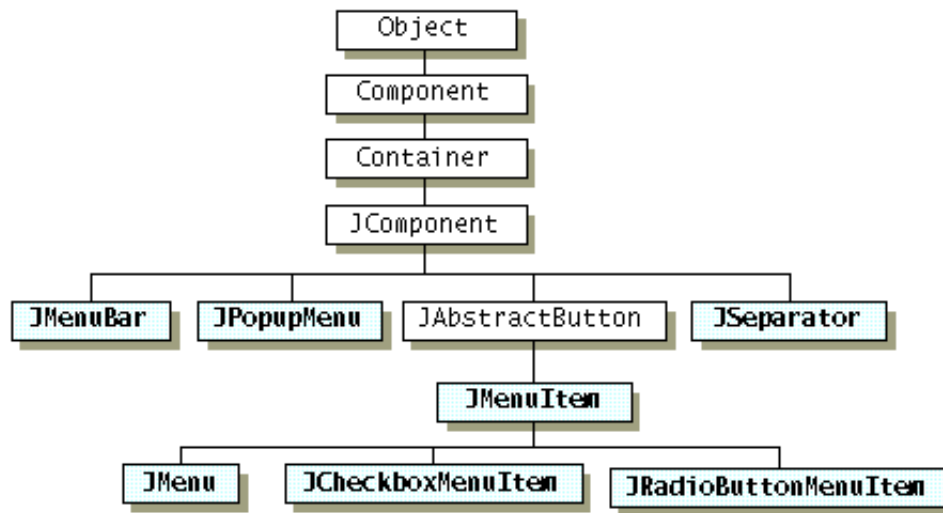 Object
Component
Container
JComponent
JMenuBar
JPopupMenu
JAbstractButton
JSeparator
JMenuItem
JMenu
JCheckboxMenuItem
JRadioButtonMenuItem